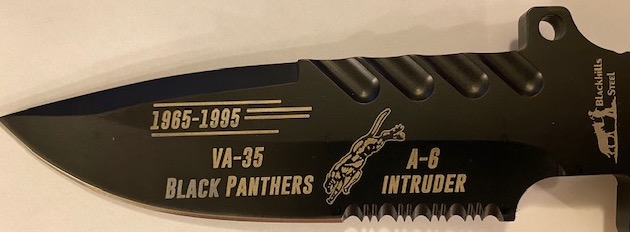 1965-1995
VA-35
BLACK PANTHERS
A-6
INTRUDER
Blackhills
Steel